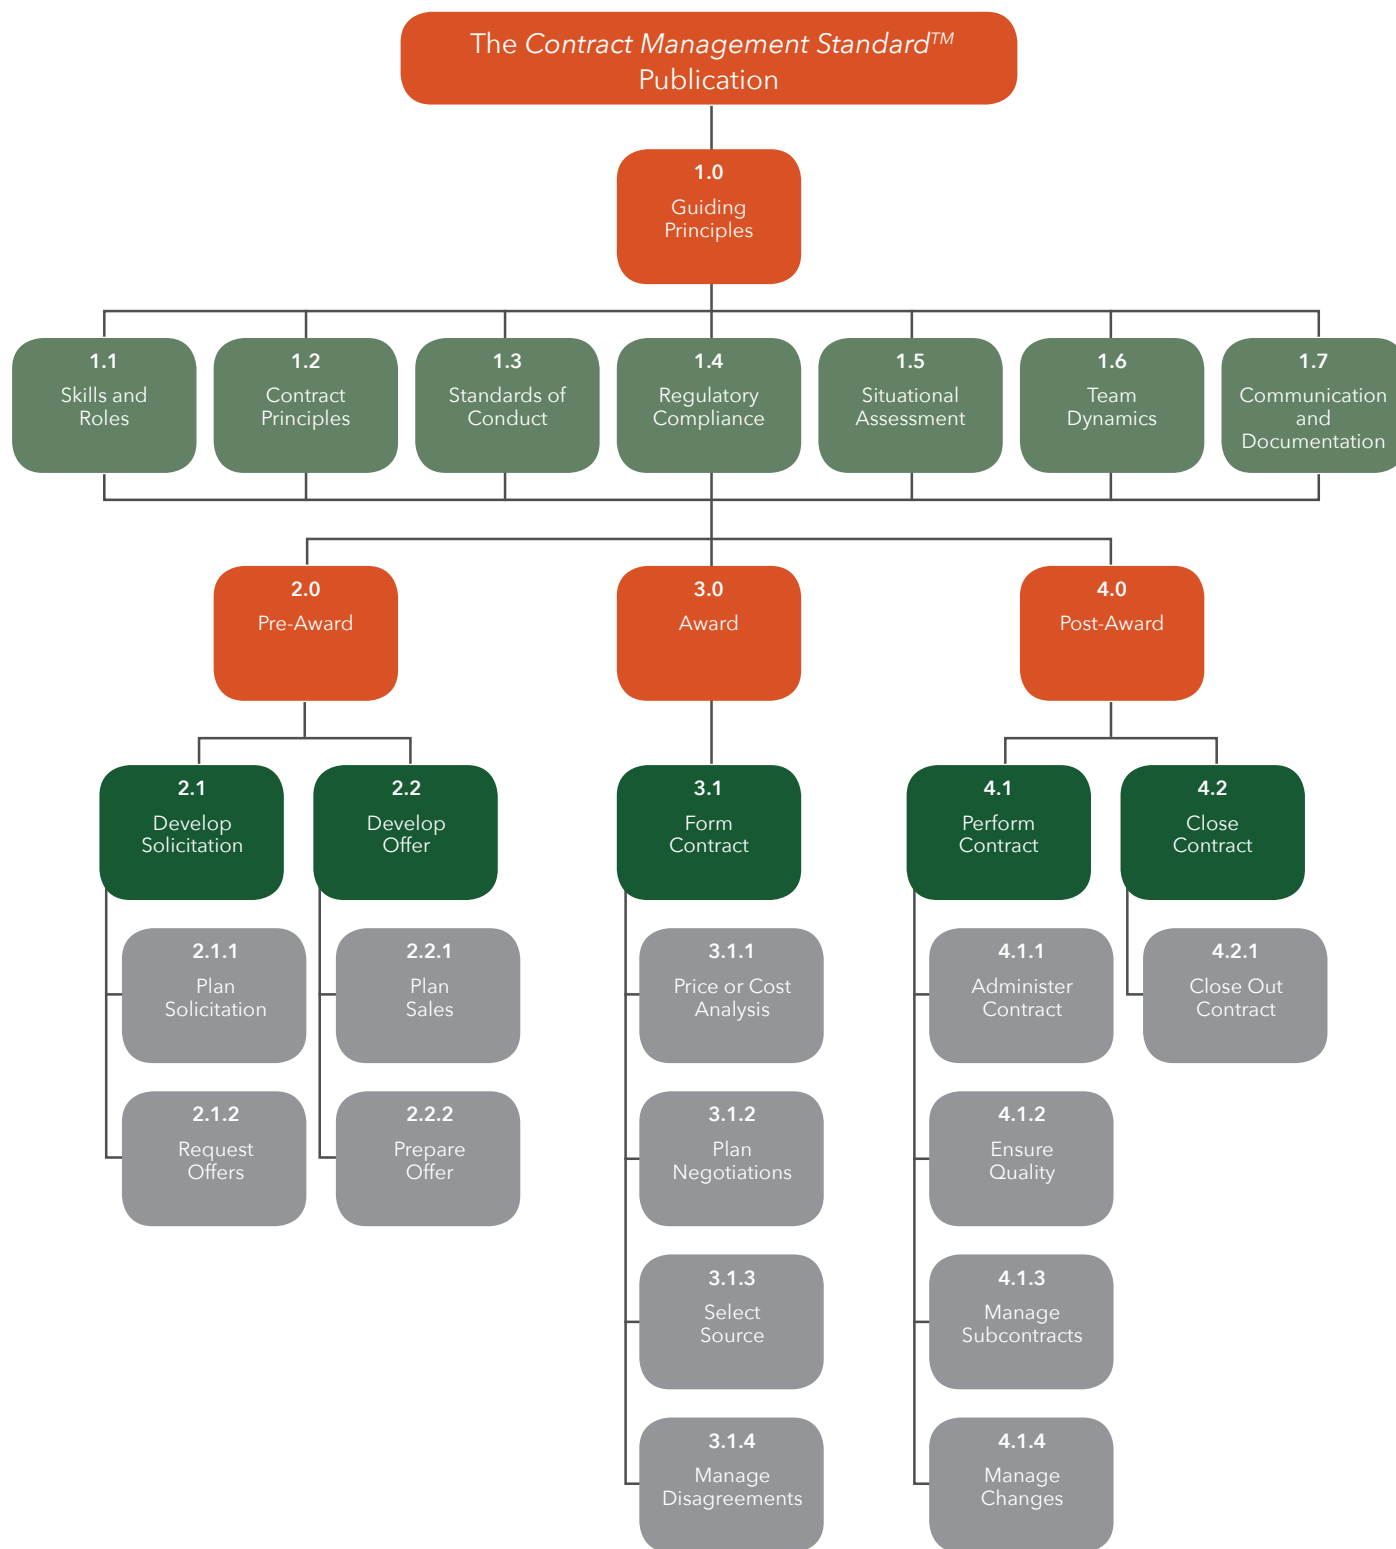 The Contract Management Standard™
Publication
1.0
Guiding
Principles
1.1
Skills and
Roles
1.2
Contract
Principles
1.3
Standards of
Conduct
1.4
Regulatory
Compliance
1.5
Situational
Assessment
1.6
Team
Dynamics
1.7
Communication
and
Documentation
2.0
Pre-Award
3.0
Award
4.0
Post-Award
2.1
Develop
Solicitation
2.2
Develop
Offer
3.1
Form
Contract
4.1
Perform
Contract
4.2
Close
Contract
2.1.1
Plan
Solicitation
2.2.1
Plan
Sales
3.1.1
Price or Cost
Analysis
4.1.1
Administer
Contract
4.2.1
Close Out
Contract
2.1.2
Request
Offers
2.2.2
Prepare
Offer
3.1.2
Plan
Negotiations
4.1.2
Ensure
Quality
3.1.3
Select
Source
4.1.3
Manage
Subcontracts
3.1.4
Manage
Disagreements
4.1.4
Manage
Changes